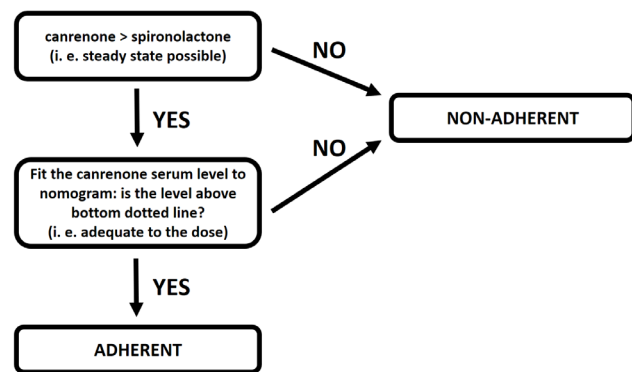 canrenone > spironolactone
(i. e. steady state possible)
NO
NON-ADHERENT
YES
NO
Fit the canrenone serum level to
nomogram: is the level above
bottom dotted line?
(i. e. adequate to the dose)
YES
ADHERENT